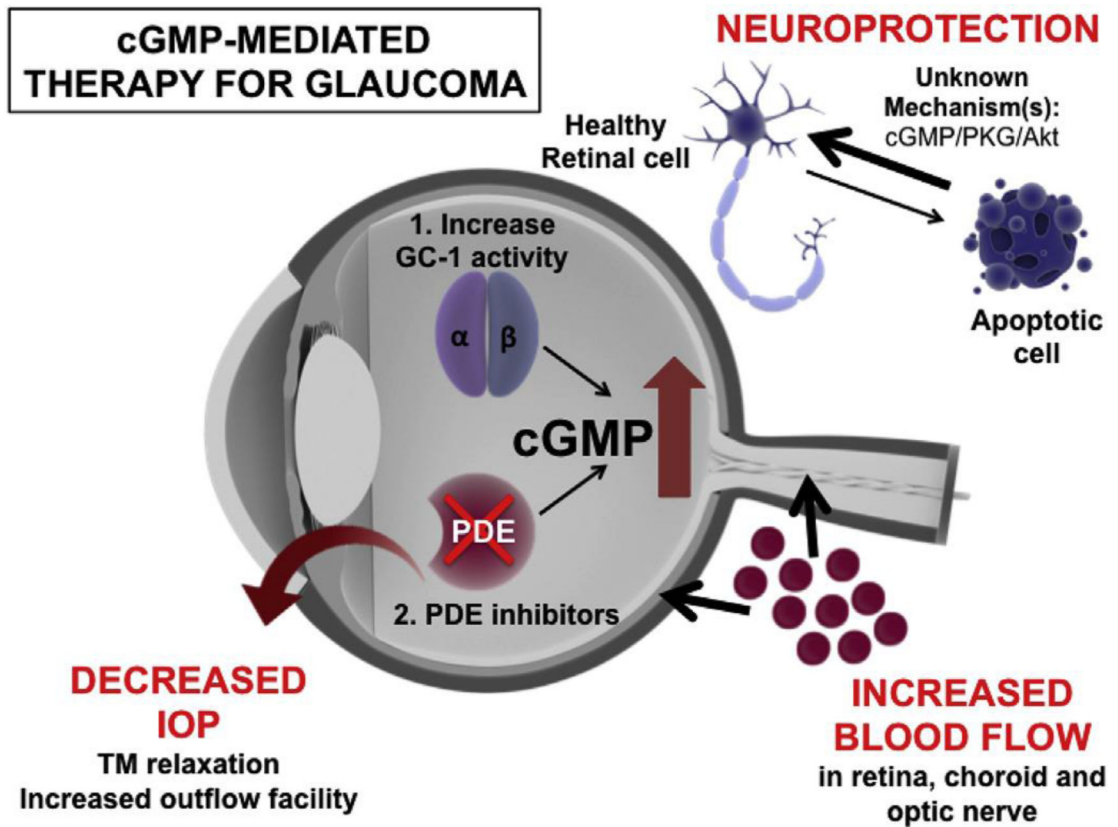 cGMP-MEDIATED
THERAPY FOR GLAUCOMA
NEUROPROTECTION
Unknown
Mechanism(s):
cGMP/PKG/Akt
Healthy
Retinal cell
Apoptotic
cell
1. Increase
GC-1 activity
α β
cGMP
PDE
2. PDE inhibitors
DECREASED
IOP
TM relaxation
Increased outflow facility
INCREASED
BLOOD FLOW
in retina, choroid and
optic nerve